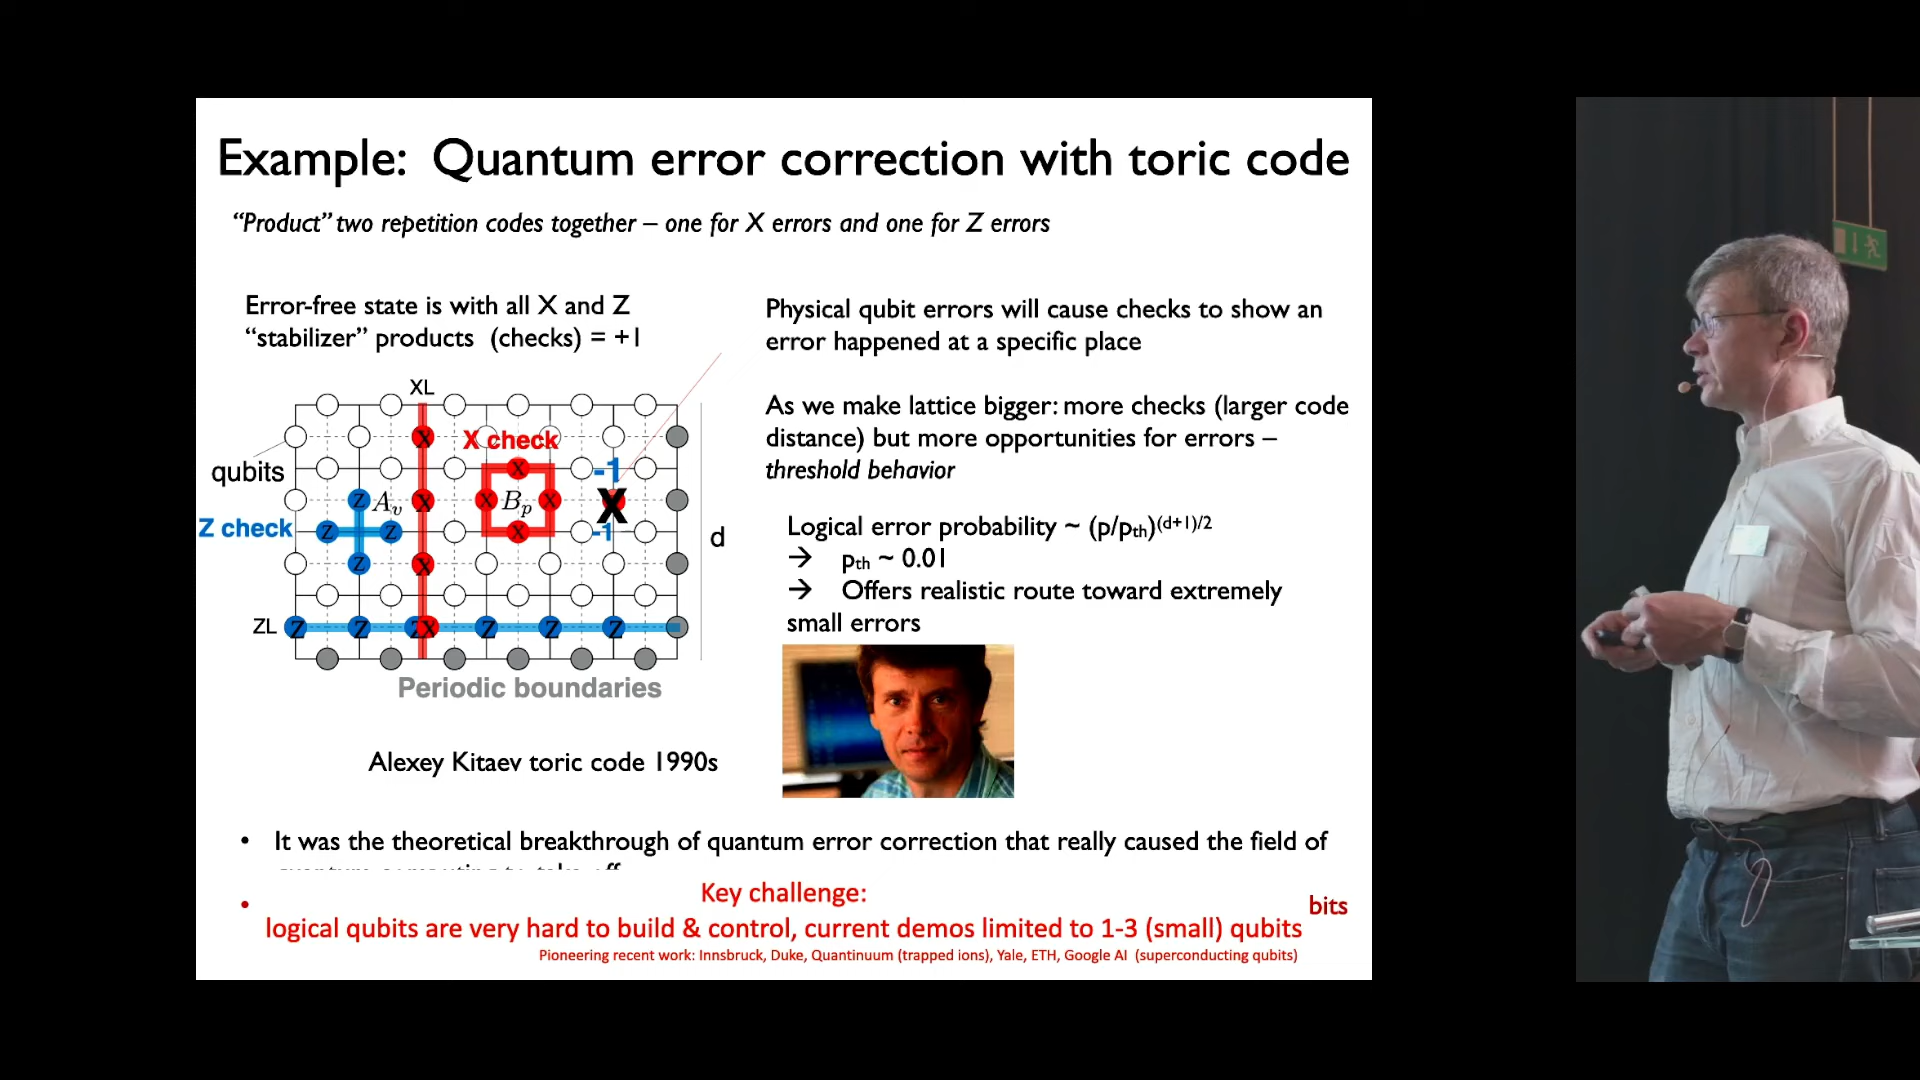 Example: Quantum error correction with toric code
“Product” two repetition codes together – one for X errors and one for Z errors
Error-free state is with all X and Z
“stabilizer” products (checks) = +1
XL
X check
qubits
-1
Z
A_v
X
B_p
X
Z check
Z
Z
-1
d
Z
ZL
Z
Z
Z
X
Z
Z
Z
Periodic boundaries
Alexey Kitaev toric code 1990s
Physical qubit errors will cause checks to show an
error happened at a specific place
As we make lattice bigger: more checks (larger code
distance) but more opportunities for errors –
threshold behavior
Logical error probability ~ (p/pth)(d+1)/2
→ pth ~ 0.01
→ Offers realistic route toward extremely
small errors
• It was the theoretical breakthrough of quantum error correction that really caused the field of
• Key challenge:
bits
logical qubits are very hard to build & control, current demos limited to 1-3 (small) qubits
Pioneering recent work: Innsbruck, Duke, Quantinuum (trapped ions), Yale, ETH, Google AI (superconducting qubits)